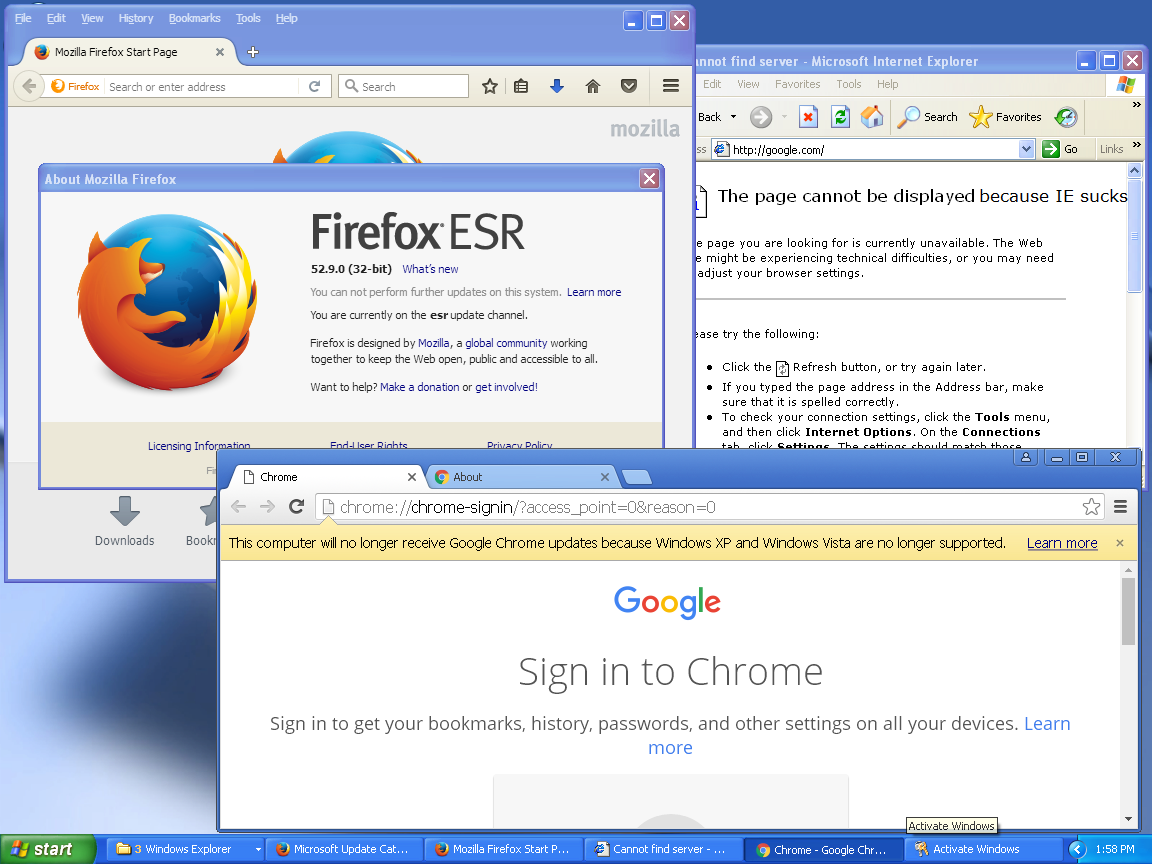 File Edit View History Bookmarks Tools Help
Mozilla Firefox Start Page
Firefox Search or enter address
Search
mozilla
About Mozilla Firefox
Firefox ESR
52.9.0 (32-bit) What's new
You can not perform further updates on this system. Learn more
You are currently on the esr update channel.
Firefox is designed by Mozilla, a global community working
together to keep the Web open, public and accessible to all.
Want to help? Make a donation or get involved!
Licensing Information End-User Rights Privacy Policy
Downloads
annot find server - Microsoft Internet Explorer
Edit View Favorites Tools Help
Back Search Favorites
ss http://google.com/ Go Links
The page cannot be displayed because IE sucks
e page you are looking for is currently unavailable. The Web
e might be experiencing technical difficulties, or you may need
adjust your browser settings.
ease try the following:
Click the Refresh button, or try again later.
If you typed the page address in the Address bar, make
sure that it is spelled correctly.
To check your connection settings, click the Tools menu,
and then click Internet Options. On the Connections
tab, click Settings. The settings should match those
Chrome About
chrome://chrome-signin/?access_point=0&reason=0
This computer will no longer receive Google Chrome updates because Windows XP and Windows Vista are no longer supported. Learn more
Google
Sign in to Chrome
Sign in to get your bookmarks, history, passwords, and other settings on all your devices. Learn
more
Activate Windows
start 3 Windows Explorer Microsoft Update Cat... Mozilla Firefox Start P... Cannot find server - ... Chrome - Google Chr... Activate Windows 1:58 PM